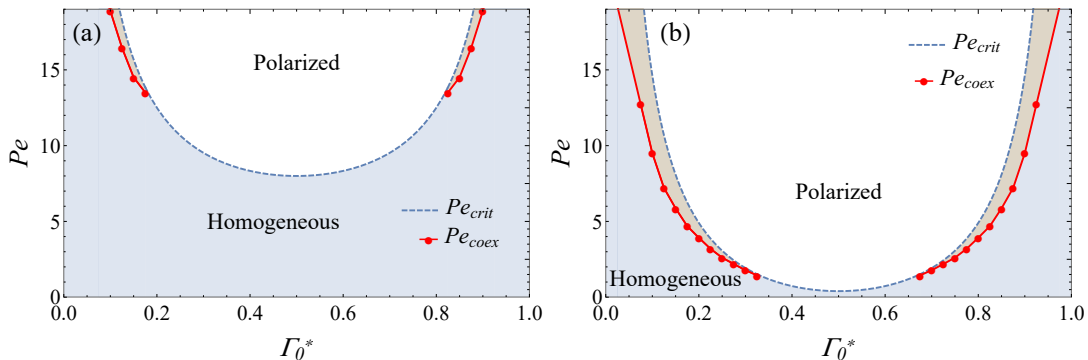 (a)
Polarized
Homogeneous
Pe_crit
Pe_coex
Pe
0
5
10
15
0.0 0.2 0.4 0.6 0.8 1.0
Γ0*
(b)
Pe_crit
Pe_coex
Polarized
Homogeneous
Pe
0
5
10
15
0.0 0.2 0.4 0.6 0.8 1.0
Γ0*